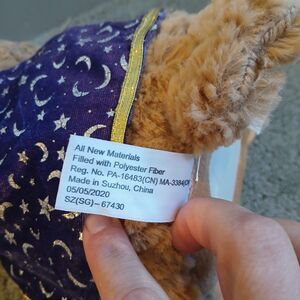 All New Materials
Filled with Polyester Fiber
Reg. No. PA-16483(CN) MA-3384(CN
Made in Suzhou, China
05/05/2020
SZ(SG)-67430